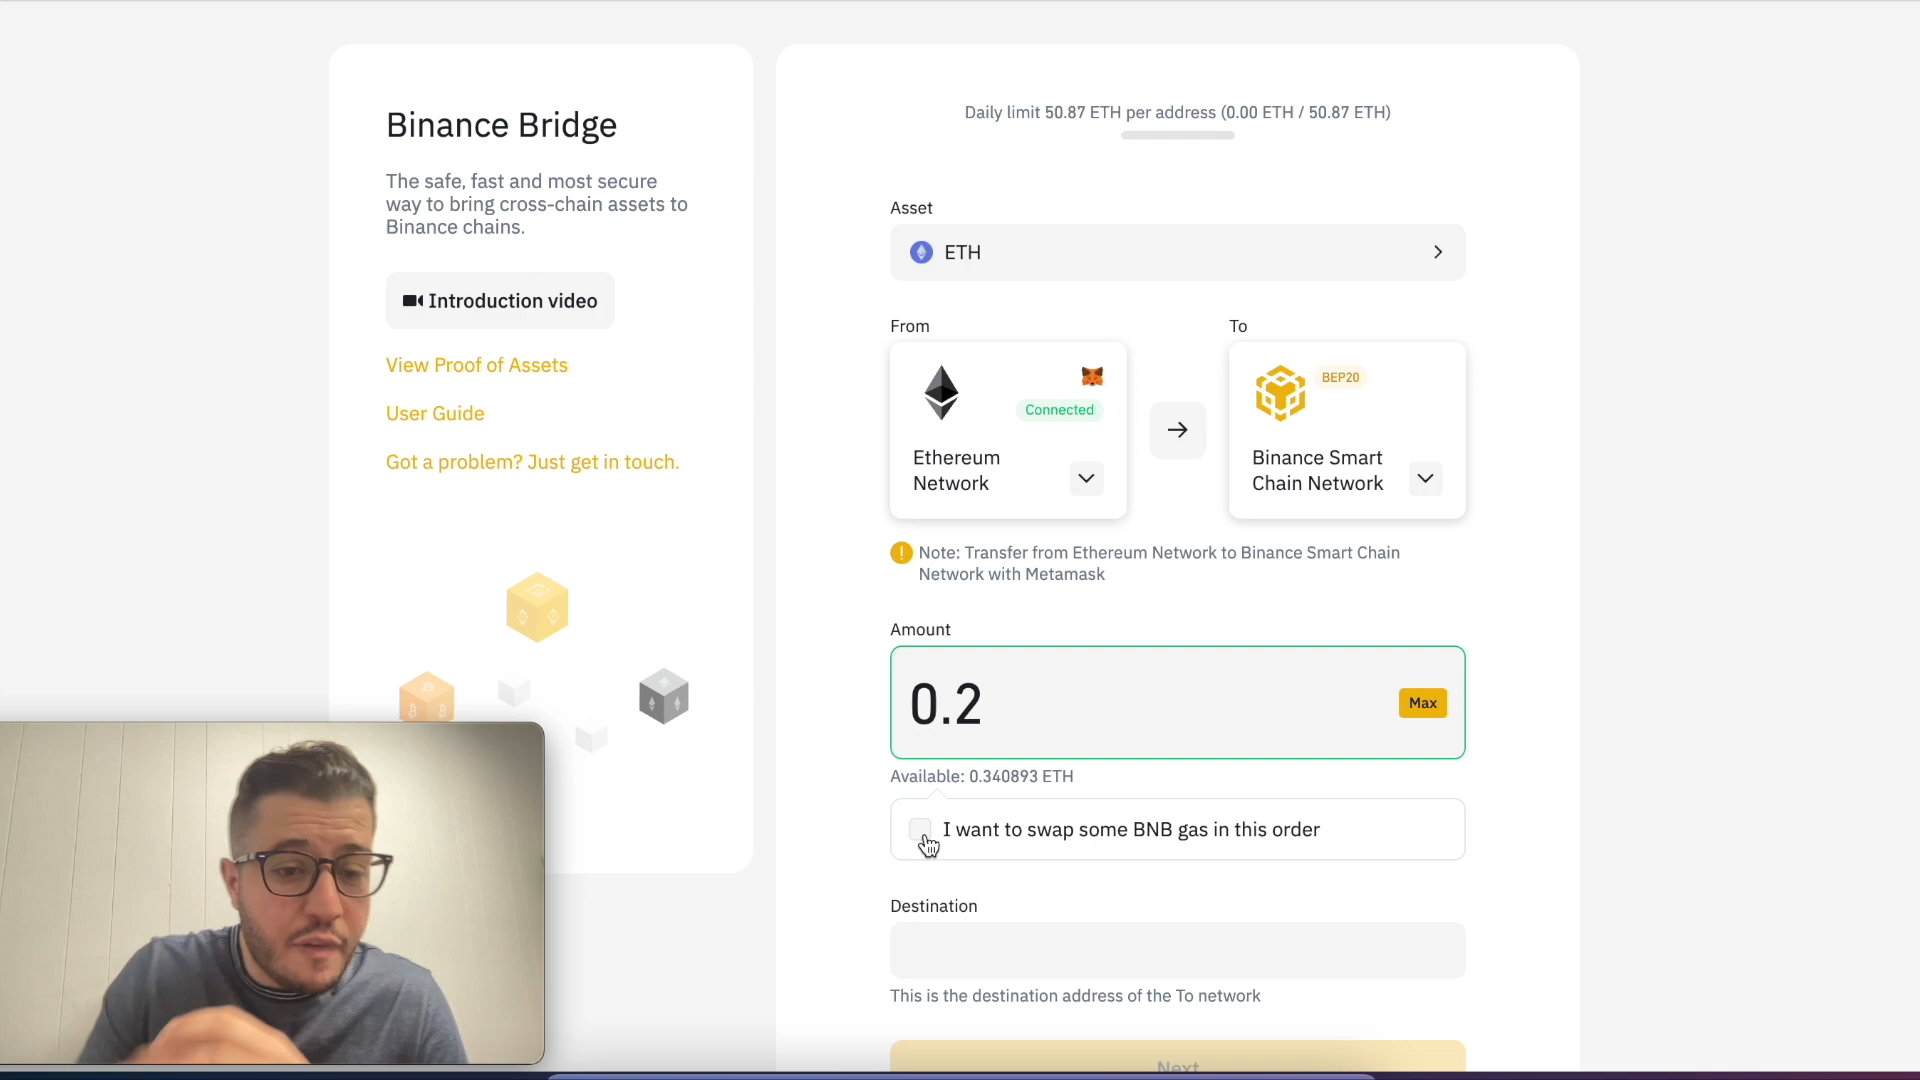 Binance Bridge
The safe, fast and most secure
way to bring cross-chain assets to
Binance chains.
Introduction video
View Proof of Assets
User Guide
Got a problem? Just get in touch.
Daily limit 50.87 ETH per address (0.00 ETH / 50.87 ETH)
Asset
ETH
From
To
Connected
Ethereum
Network
BEP20
Binance Smart
Chain Network
Note: Transfer from Ethereum Network to Binance Smart Chain
Network with Metamask
Amount
0.2
Max
Available: 0.340893 ETH
I want to swap some BNB gas in this order
Destination
This is the destination address of the To network
Next